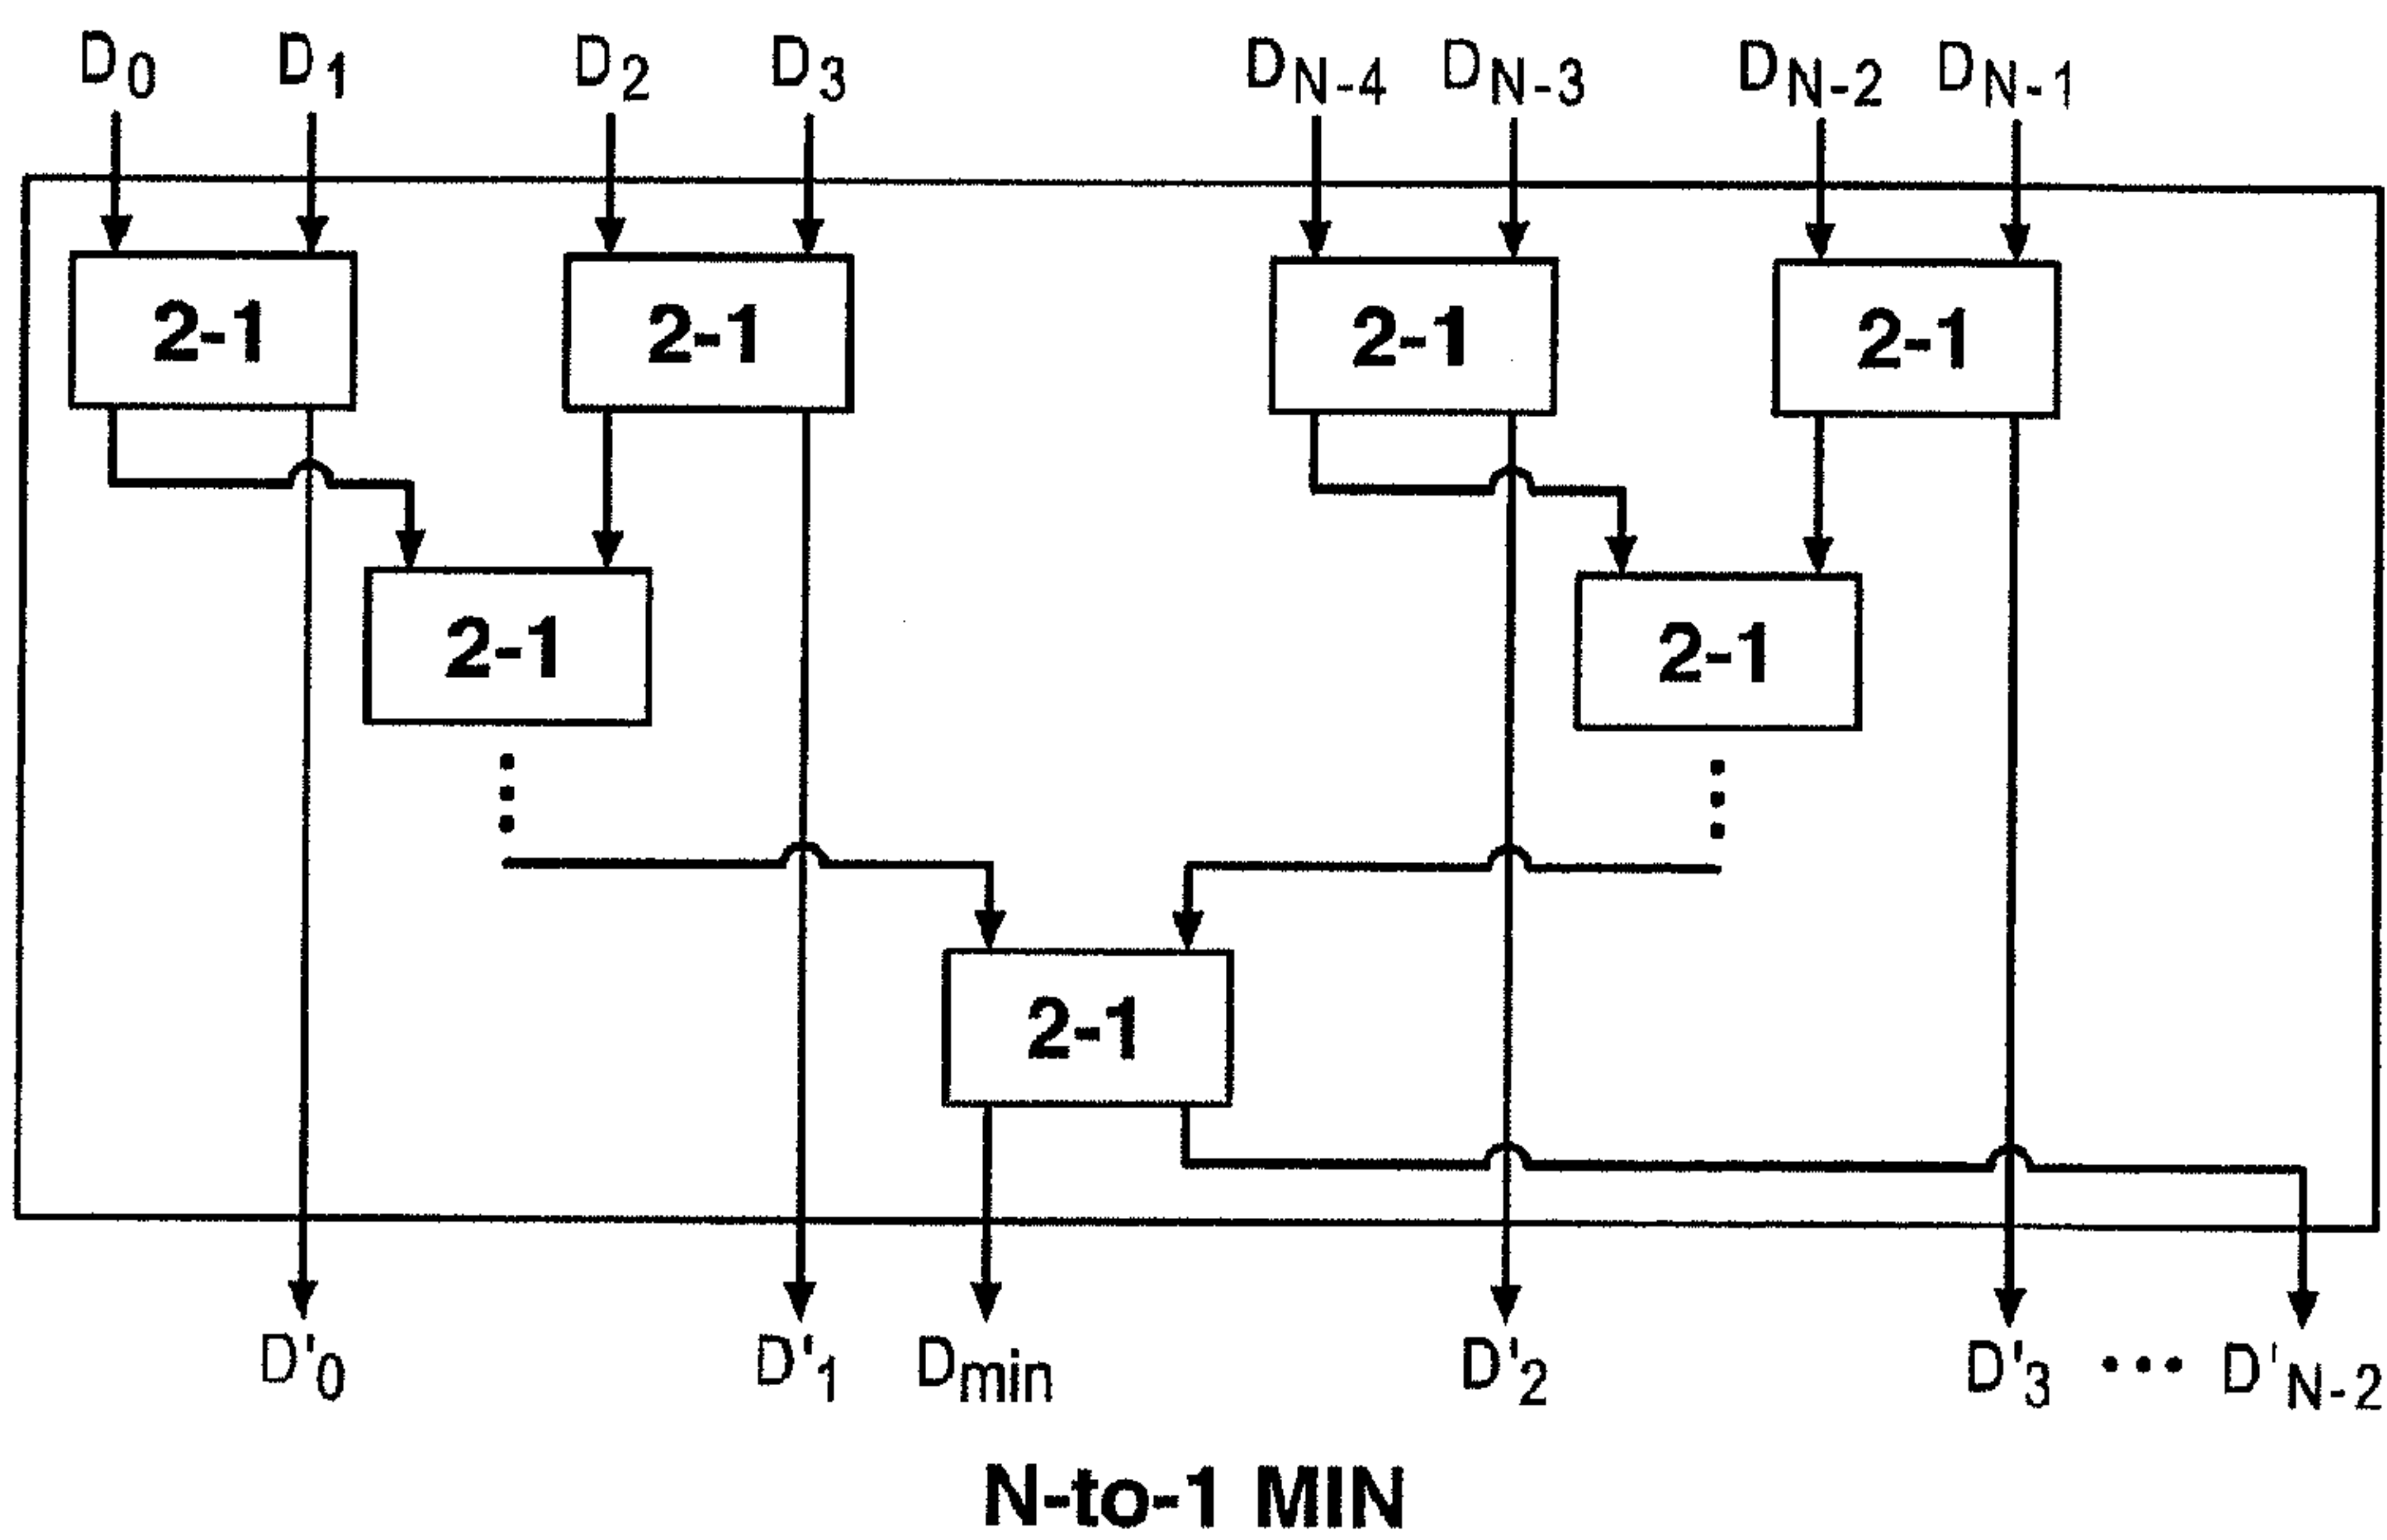 D0 D1 D2 D3 DN-4 DN-3 DN-2 DN-1
2-1 2-1 2-1 2-1
2-1 2-1
2-1
D'0 D'1 Dmin D'2 D'3 ••• D'N-2
N-to-1 MIN